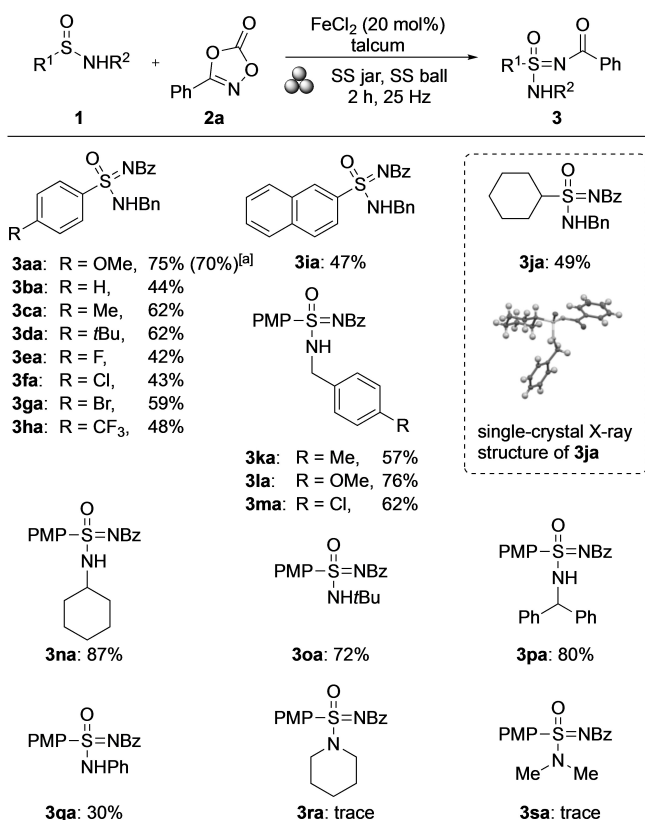 O
R¹ S NHR²
+
Ph O O O N
FeCl₂ (20 mol%)
talcum
SS jar, SS ball
2 h, 25 Hz
O O
R¹-S=N Ph
NHR²
1 2a 3
O
S NBz
NHBn
R
3aa: R = OMe, 75% (70%)[a]
3ba: R = H, 44%
3ca: R = Me, 62%
3da: R = tBu, 62%
3ea: R = F, 42%
3fa: R = Cl, 43%
3ga: R = Br, 59%
3ha: R = CF₃, 48%
O
S NBz
NHBn
3ia: 47%
O
PMP-S=NBz
NH
R
3ka: R = Me, 57%
3la: R = OMe, 76%
3ma: R = Cl, 62%
O
S=NBz
NHBn
3ja: 49%
single-crystal X-ray
structure of 3ja
O
PMP-S=NBz
NH
3na: 87%
O
PMP-S=NBz
NHtBu
3oa: 72%
O
PMP-S=NBz
NH
Ph Ph
3pa: 80%
O
PMP-S=NBz
NHPh
3qa: 30%
O
PMP-S=NBz
N
3ra: trace
O
PMP-S=NBz
N
Me Me
3sa: trace